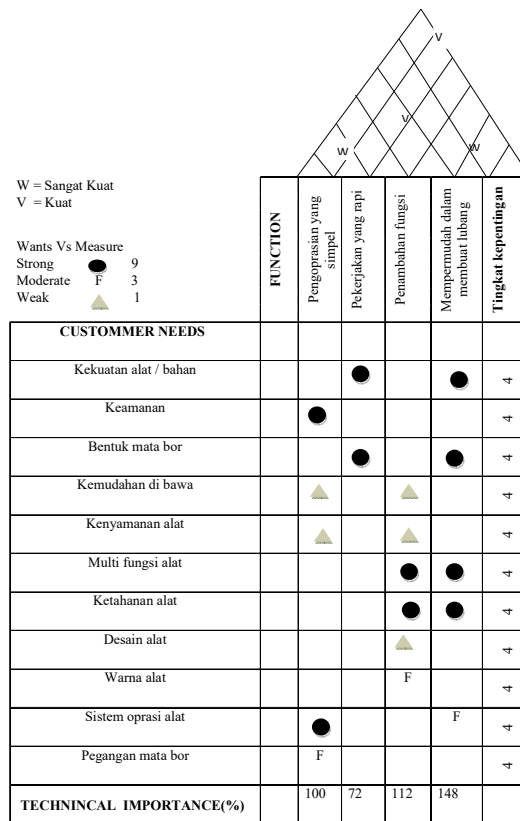 V
V
W
W
W = Sangat Kuat
V = Kuat
Wants Vs Measure
Strong 9
Moderate F 3
Weak 1
FUNCTION
Pengoprasian yang
simpel
Pekerjakan yang rapi
Penambahan fungsi
Mempermudah dalam
membuat lubang
Tingkat kepentingan
CUSTOMMER NEEDS
Kekuatan alat / bahan 4
Keamanan 4
Bentuk mata bor 4
Kemudahan di bawa 4
Kenyamanan alat 4
Multi fungsi alat 4
Ketahanan alat 4
Desain alat 4
Warna alat F 4
Sistem oprasi alat F 4
Pegangan mata bor F 4
TECHNINCAL IMPORTANCE(%) 100 72 112 148